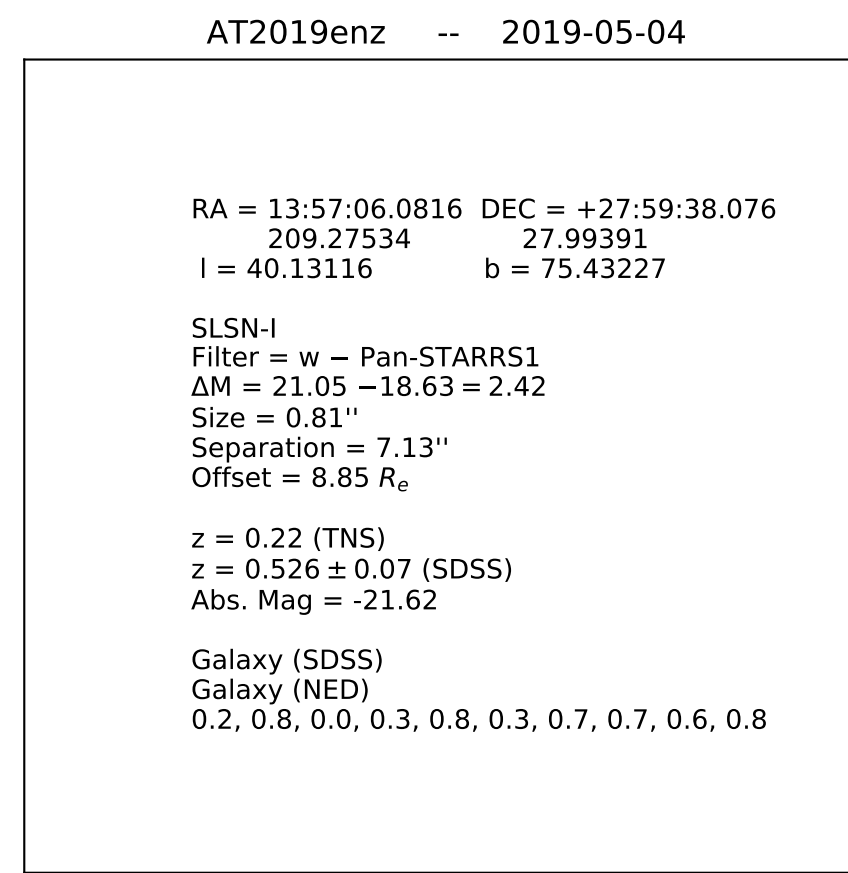 AT2019enz -- 2019-05-04
RA = 13:57:06.0816 DEC = +27:59:38.076
209.27534 27.99391
l = 40.13116 b = 75.43227
SLSN-I
Filter = w − Pan-STARRS1
ΔM = 21.05 −18.63 = 2.42
Size = 0.81''
Separation = 7.13''
Offset = 8.85 Re
z = 0.22 (TNS)
z = 0.526 ± 0.07 (SDSS)
Abs. Mag = -21.62
Galaxy (SDSS)
Galaxy (NED)
0.2, 0.8, 0.0, 0.3, 0.8, 0.3, 0.7, 0.7, 0.6, 0.8